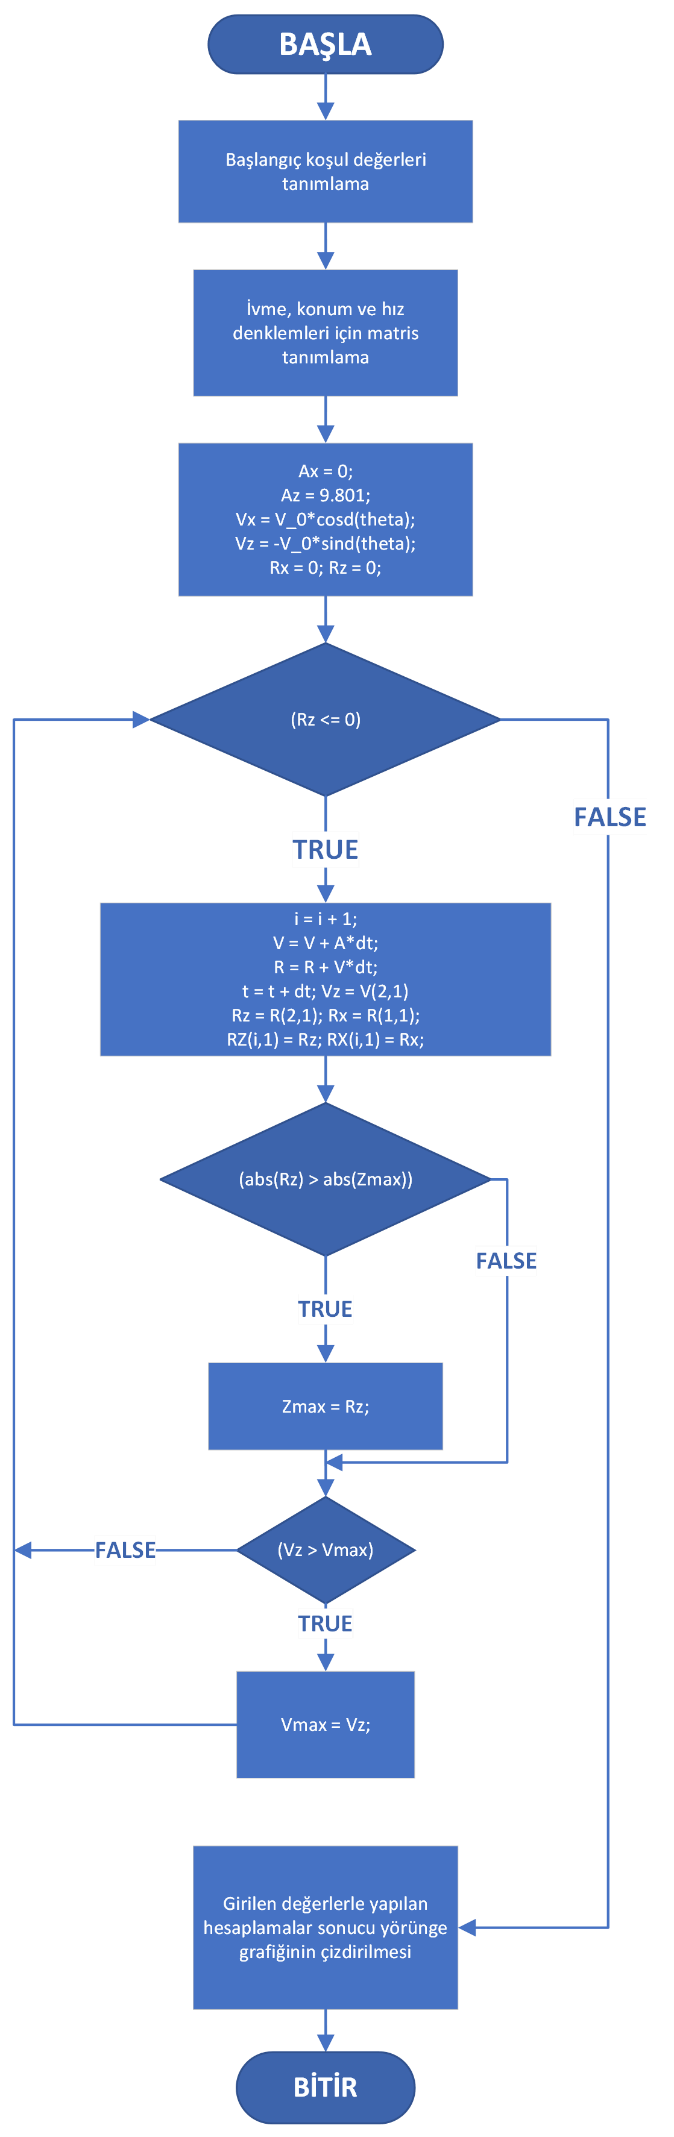 BAŞLA
Başlangıç koşul değerleri
tanımlama
İvme, konum ve hız
denklemleri için matris
tanımlama
Ax = 0;
Az = 9.801;
Vx = V_0*cosd(theta);
Vz = -V_0*sind(theta);
Rx = 0; Rz = 0;
(Rz <= 0)
FALSE
TRUE
i = i + 1;
V = V + A*dt;
R = R + V*dt;
t = t + dt; Vz = V(2,1)
Rz = R(2,1); Rx = R(1,1);
RZ(i,1) = Rz; RX(i,1) = Rx;
(abs(Rz) > abs(Zmax))
FALSE
TRUE
Zmax = Rz;
(Vz > Vmax)
FALSE
TRUE
Vmax = Vz;
Girilen değerlerle yapılan
hesaplamalar sonucu yörünge
grafiğinin çizdirilmesi
BİTİR